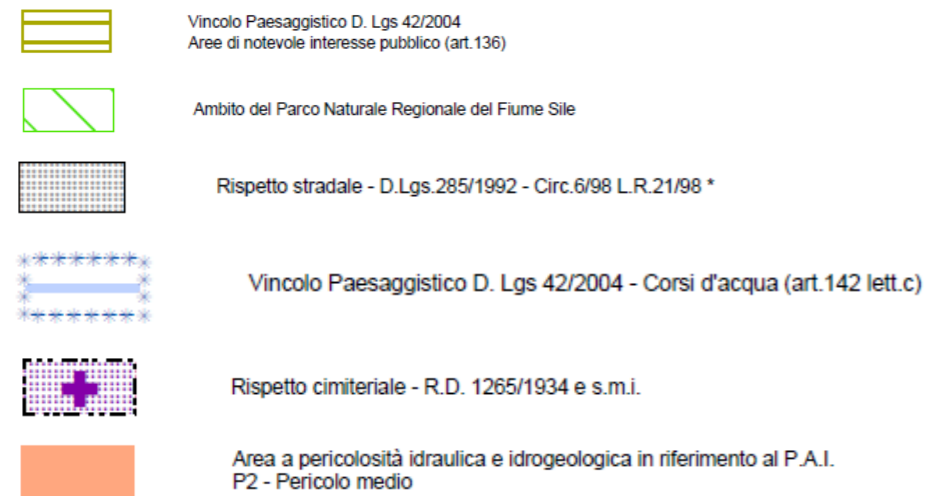 Vincolo Paesaggistico D. Lgs 42/2004
Aree di notevole interesse pubblico (art.136)
Ambito del Parco Naturale Regionale del Fiume Sile
Rispetto stradale - D.Lgs.285/1992 - Circ.6/98 L.R.21/98 *
Vincolo Paesaggistico D. Lgs 42/2004 - Corsi d'acqua (art.142 lett.c)
Rispetto cimiteriale - R.D. 1265/1934 e s.m.i.
Area a pericolosità idraulica e idrogeologica in riferimento al P.A.I.
P2 - Pericolo medio